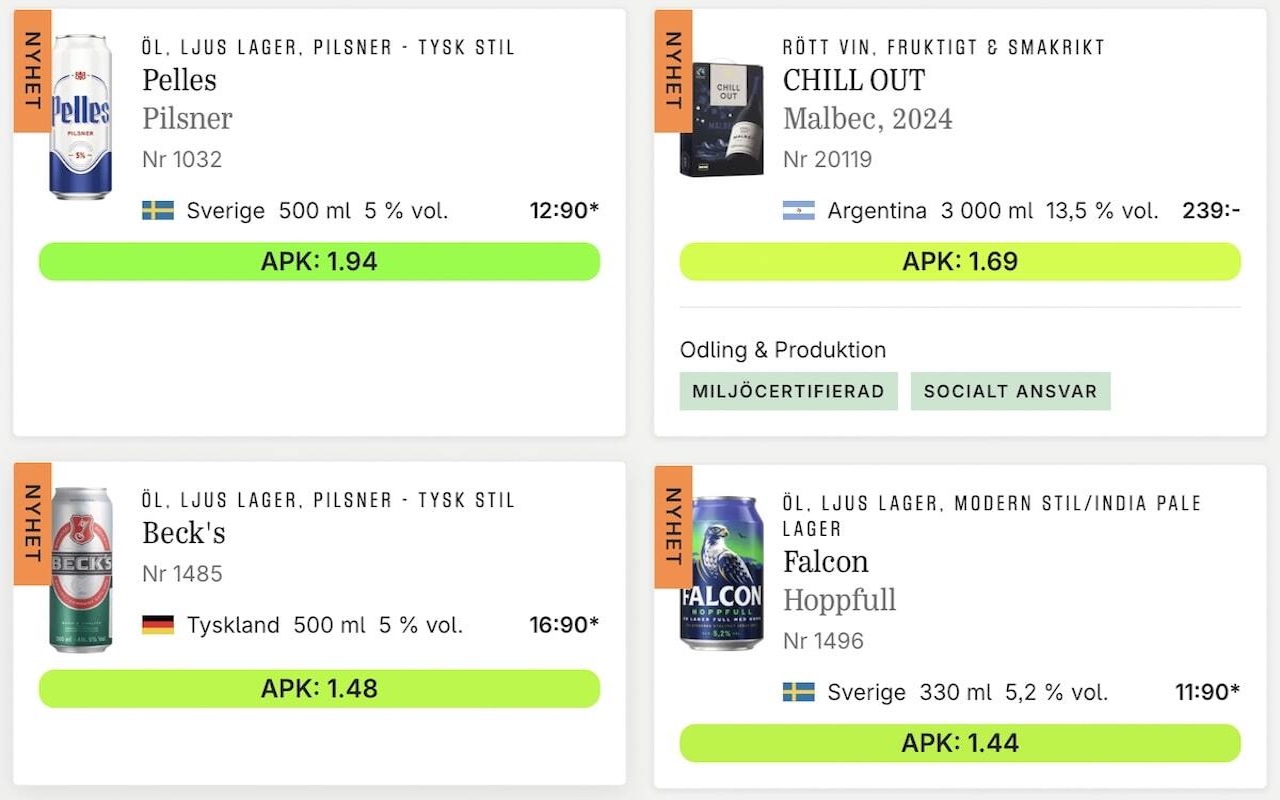 NYHET
ÖL, LJUS LAGER, PILSNER - TYSK STIL
Pelles
Pilsner
Nr 1032
Pelles
PILSNER
5%
Sverige 500 ml 5 % vol. 12:90*
APK: 1.94
NYHET
RÖTT VIN, FRUKTIGT & SMAKRIKT
CHILL OUT
Malbec, 2024
Nr 20119
CHILL
OUT
MALBEC
Argentina 3 000 ml 13,5 % vol. 239:-
APK: 1.69
Odling & Produktion
MILJÖCERTIFIERAD SOCIALT ANSVAR
NYHET
ÖL, LJUS LAGER, PILSNER - TYSK STIL
Beck's
Nr 1485
BECK'S
Tyskland 500 ml 5 % vol. 16:90*
APK: 1.48
NYHET
ÖL, LJUS LAGER, MODERN STIL/INDIA PALE
LAGER
Falcon
Hoppfull
Nr 1496
FALCON
HOPPFULL
5,2%
Sverige 330 ml 5,2 % vol. 11:90*
APK: 1.44